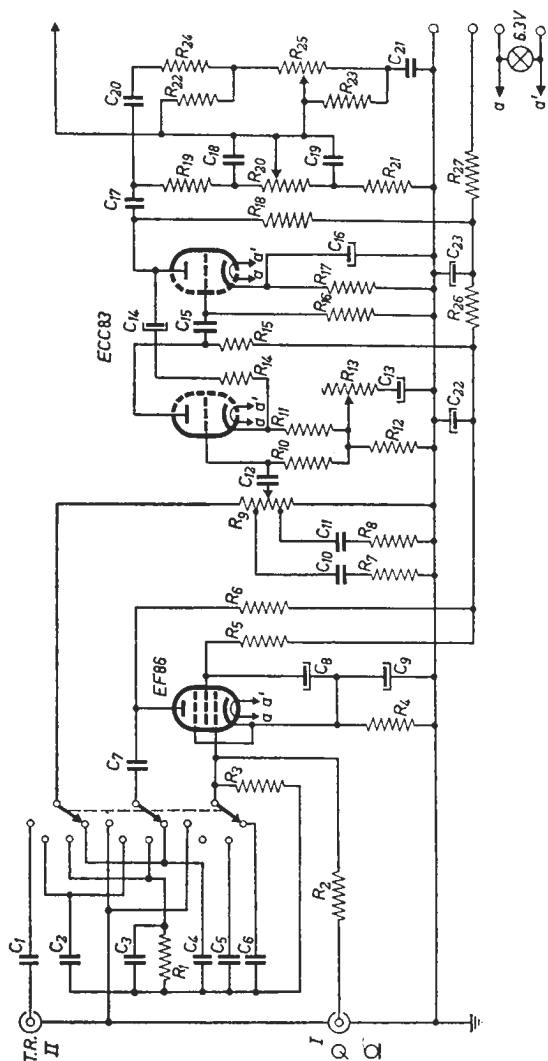 T.R.
II
C1
C2
C3
R1
C4
C5
C6
I
R2
R3
C7
EF86
a a'
C8
C9
R4
R5
R6
C10
R7
C11
R8
R9
C12
R10
R11
R12
R13
C13
a a'
R14
C14
ECC83
C15
R15
R16
R17
C16
a a'
C22
R26
C23
R18
C17
R19
C18
R20
C19
R21
C20
R22
R24
R25
R23
C21
R27
6.3V
a
a'